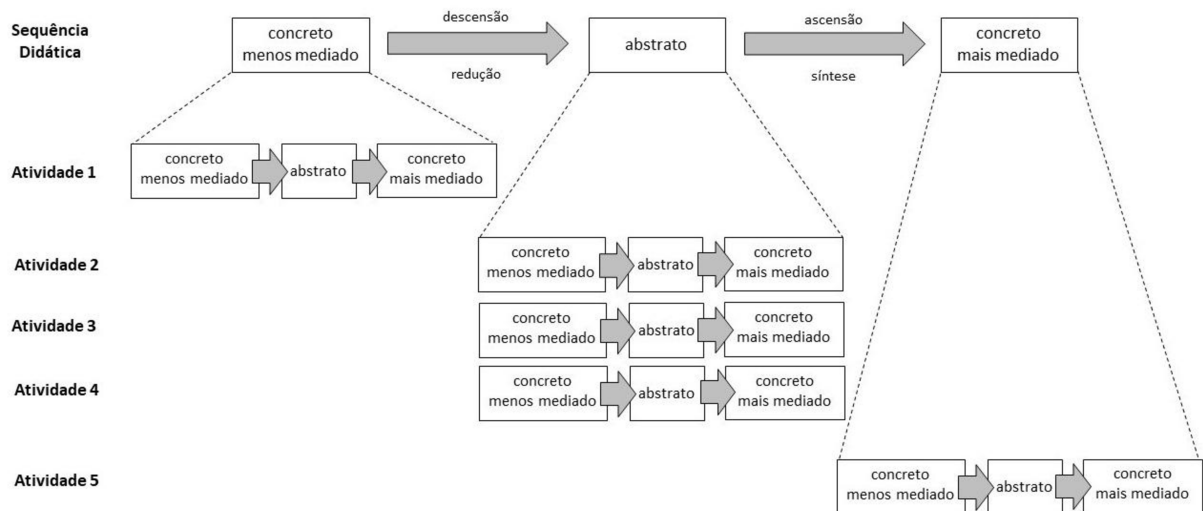 Sequência
Didática
concreto
menos mediado
descensão
redução
abstrato
ascensão
síntese
concreto
mais mediado
Atividade 1
concreto
menos mediado
abstrato
concreto
mais mediado
Atividade 2
concreto
menos mediado
abstrato
concreto
mais mediado
Atividade 3
concreto
menos mediado
abstrato
concreto
mais mediado
Atividade 4
concreto
menos mediado
abstrato
concreto
mais mediado
Atividade 5
concreto
menos mediado
abstrato
concreto
mais mediado